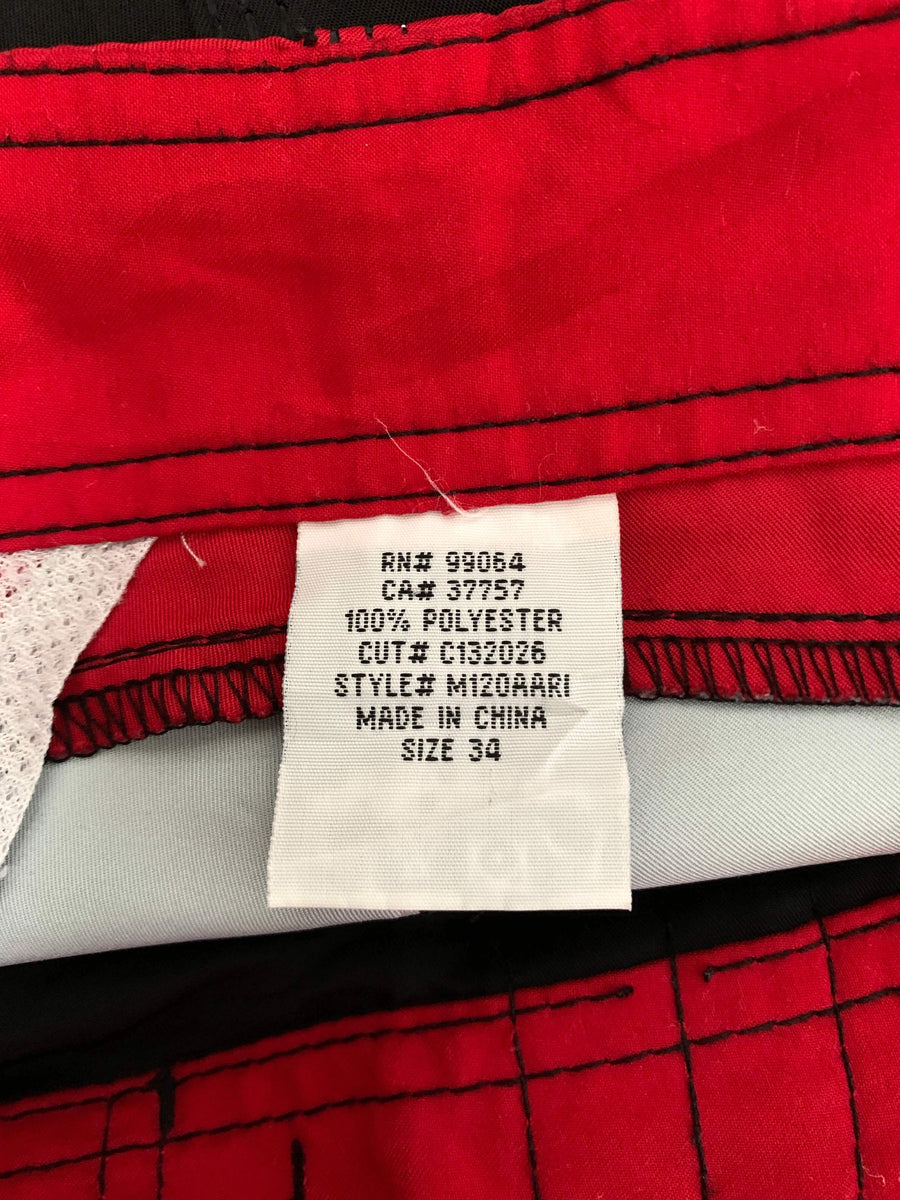 RN# 99064
CA# 37757
100% POLYESTER
CUT# C132026
STYLE# M120AARI
MADE IN CHINA
SIZE 34